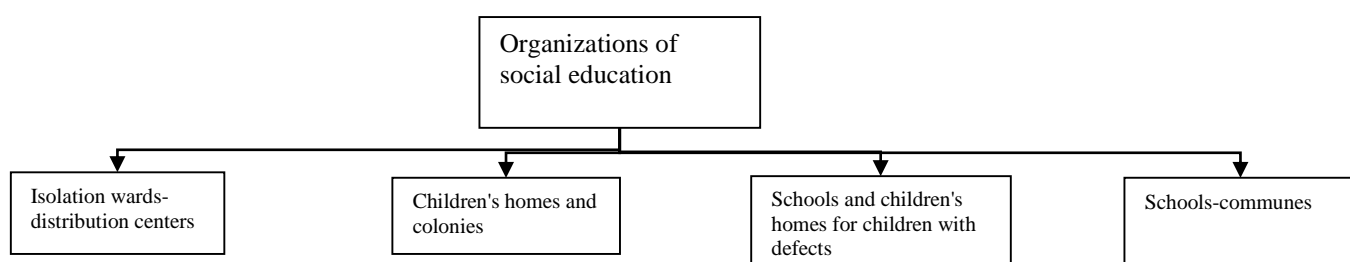 Organizations of
social education
Isolation wards-
distribution centers
Children's homes and
colonies
Schools and children's
homes for children with
defects
Schools-communes